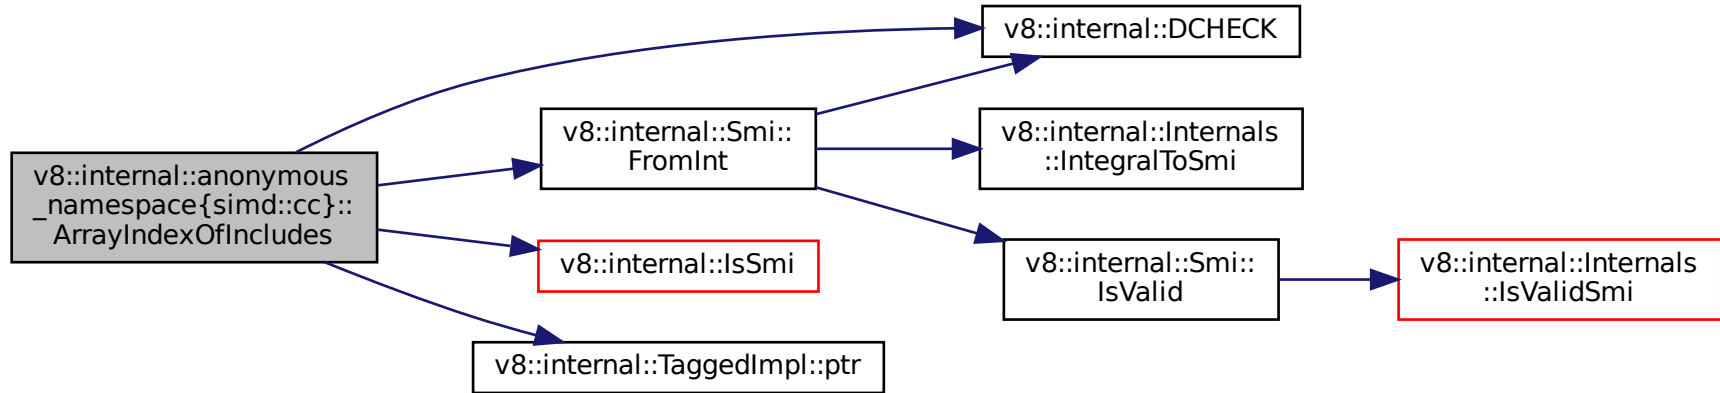 v8::internal::anonymous
_namespace{simd::cc}::
ArrayIndexOfIncludes
v8::internal::DCHECK
v8::internal::Smi::
FromInt
v8::internal::Internals
::IntegralToSmi
v8::internal::IsSmi
v8::internal::Smi::
IsValid
v8::internal::Internals
::IsValidSmi
v8::internal::TaggedImpl::ptr